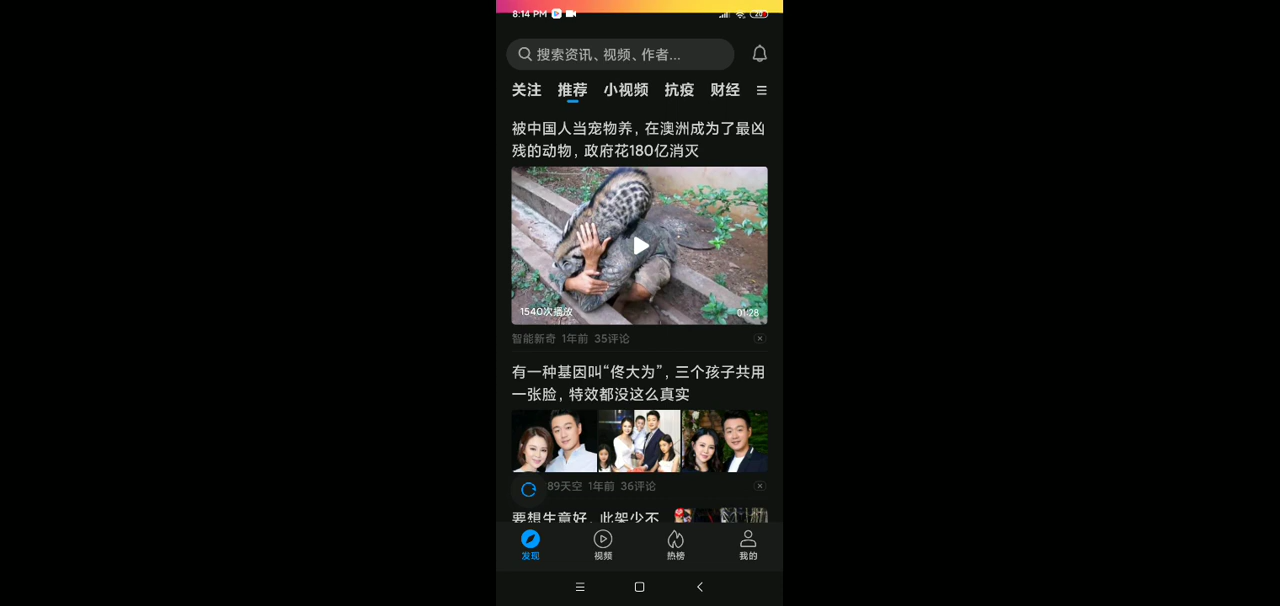 8:14 PM
20
搜索资讯、视频、作者...
关注 推荐 小视频 抗疫 财经
被中国人当宠物养，在澳洲成为了最凶
残的动物，政府花180亿消灭
1540次播放 01:28
智能新奇 1年前 35评论
有一种基因叫“佟大为”，三个孩子共用
一张脸，特效都没这么真实
89天空 1年前 36评论
要想生意好，此架少不
发现 视频 热榜 我的